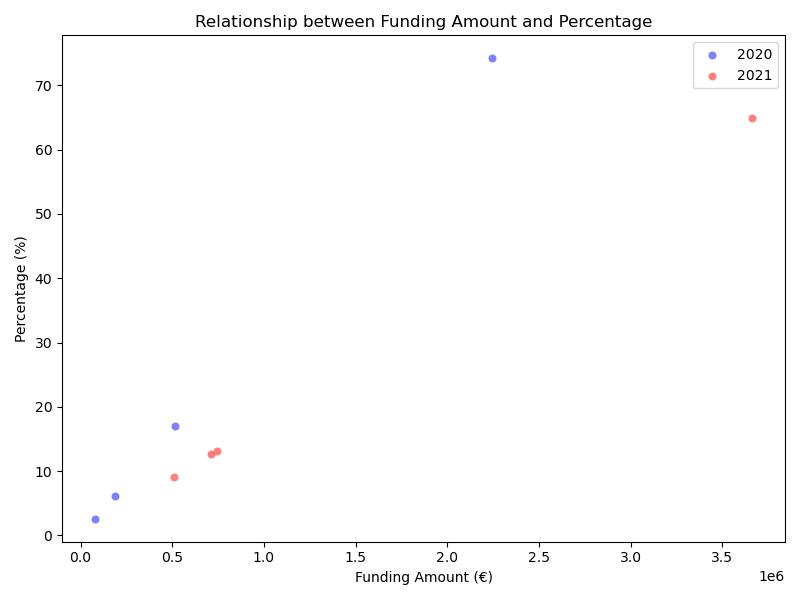 Relationship between Funding Amount and Percentage
2020
2021
70
60
50
40
30
20
10
0
Percentage (%)
0.0 0.5 1.0 1.5 2.0 2.5 3.0 3.5
1e6
Funding Amount (€)